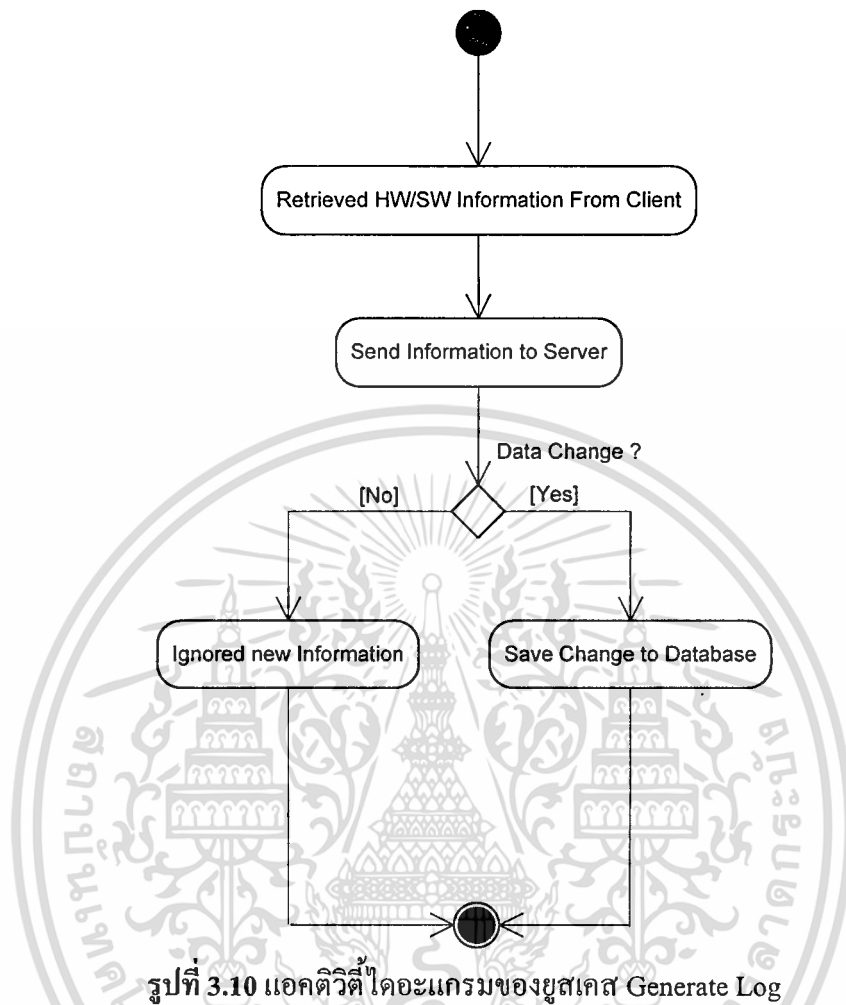 Retrieved HW/SW Information From Client
Send Information to Server
Data Change ?
[No]
[Yes]
Ignored new Information
Save Change to Database
รูปที่ 3.10 แอคติวิตี้ไดอะแกรมของยูสเคส Generate Log